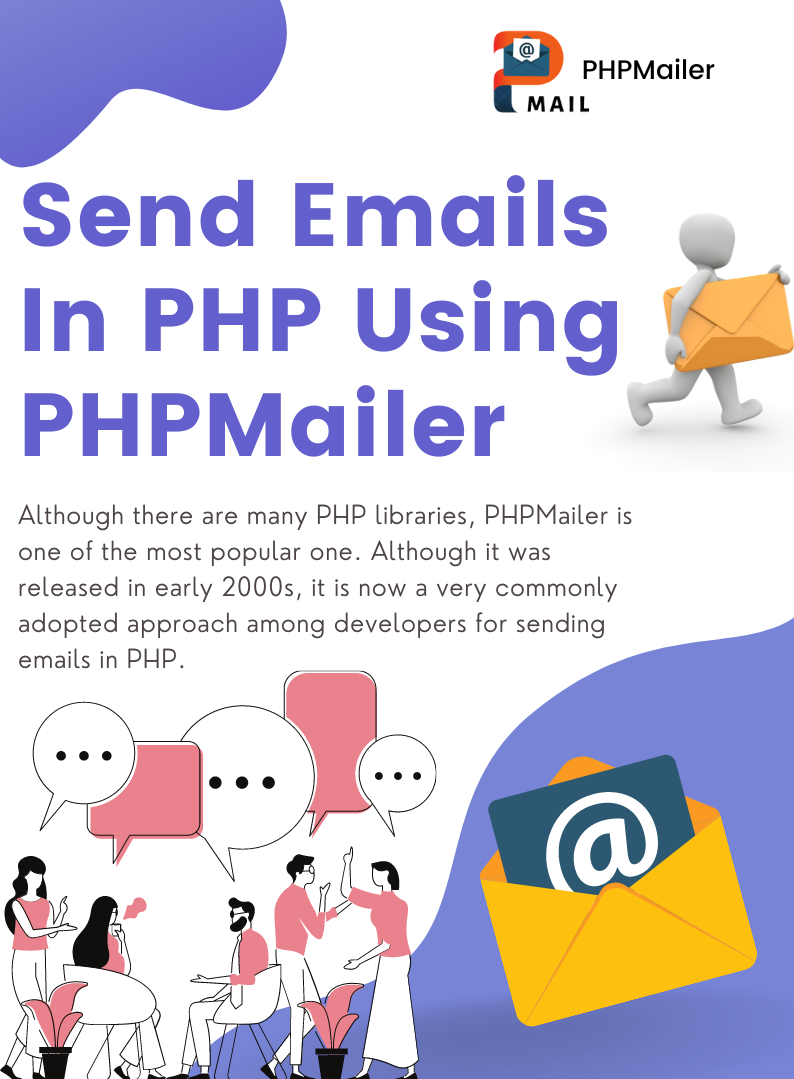 @
MAIL
PHPMailer
Send Emails
In PHP Using
PHPMailer
Although there are many PHP libraries, PHPMailer is
one of the most popular one. Although it was
released in early 2000s, it is now a very commonly
adopted approach among developers for sending
emails in PHP.
@